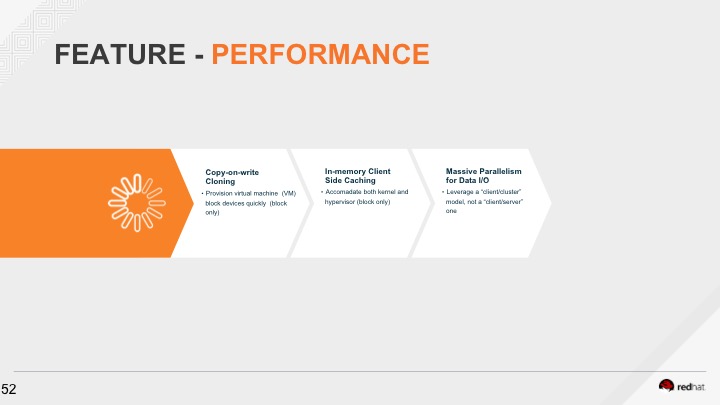 FEATURE - PERFORMANCE
Copy-on-write
Cloning
• Provision virtual machine (VM)
block devices quickly (block
only)
In-memory Client
Side Caching
• Accomadate both kernel and
hypervisor (block only)
Massive Parallelism
for Data I/O
• Leverage a "client/cluster"
model, not a "client/server"
one
52
redhat.